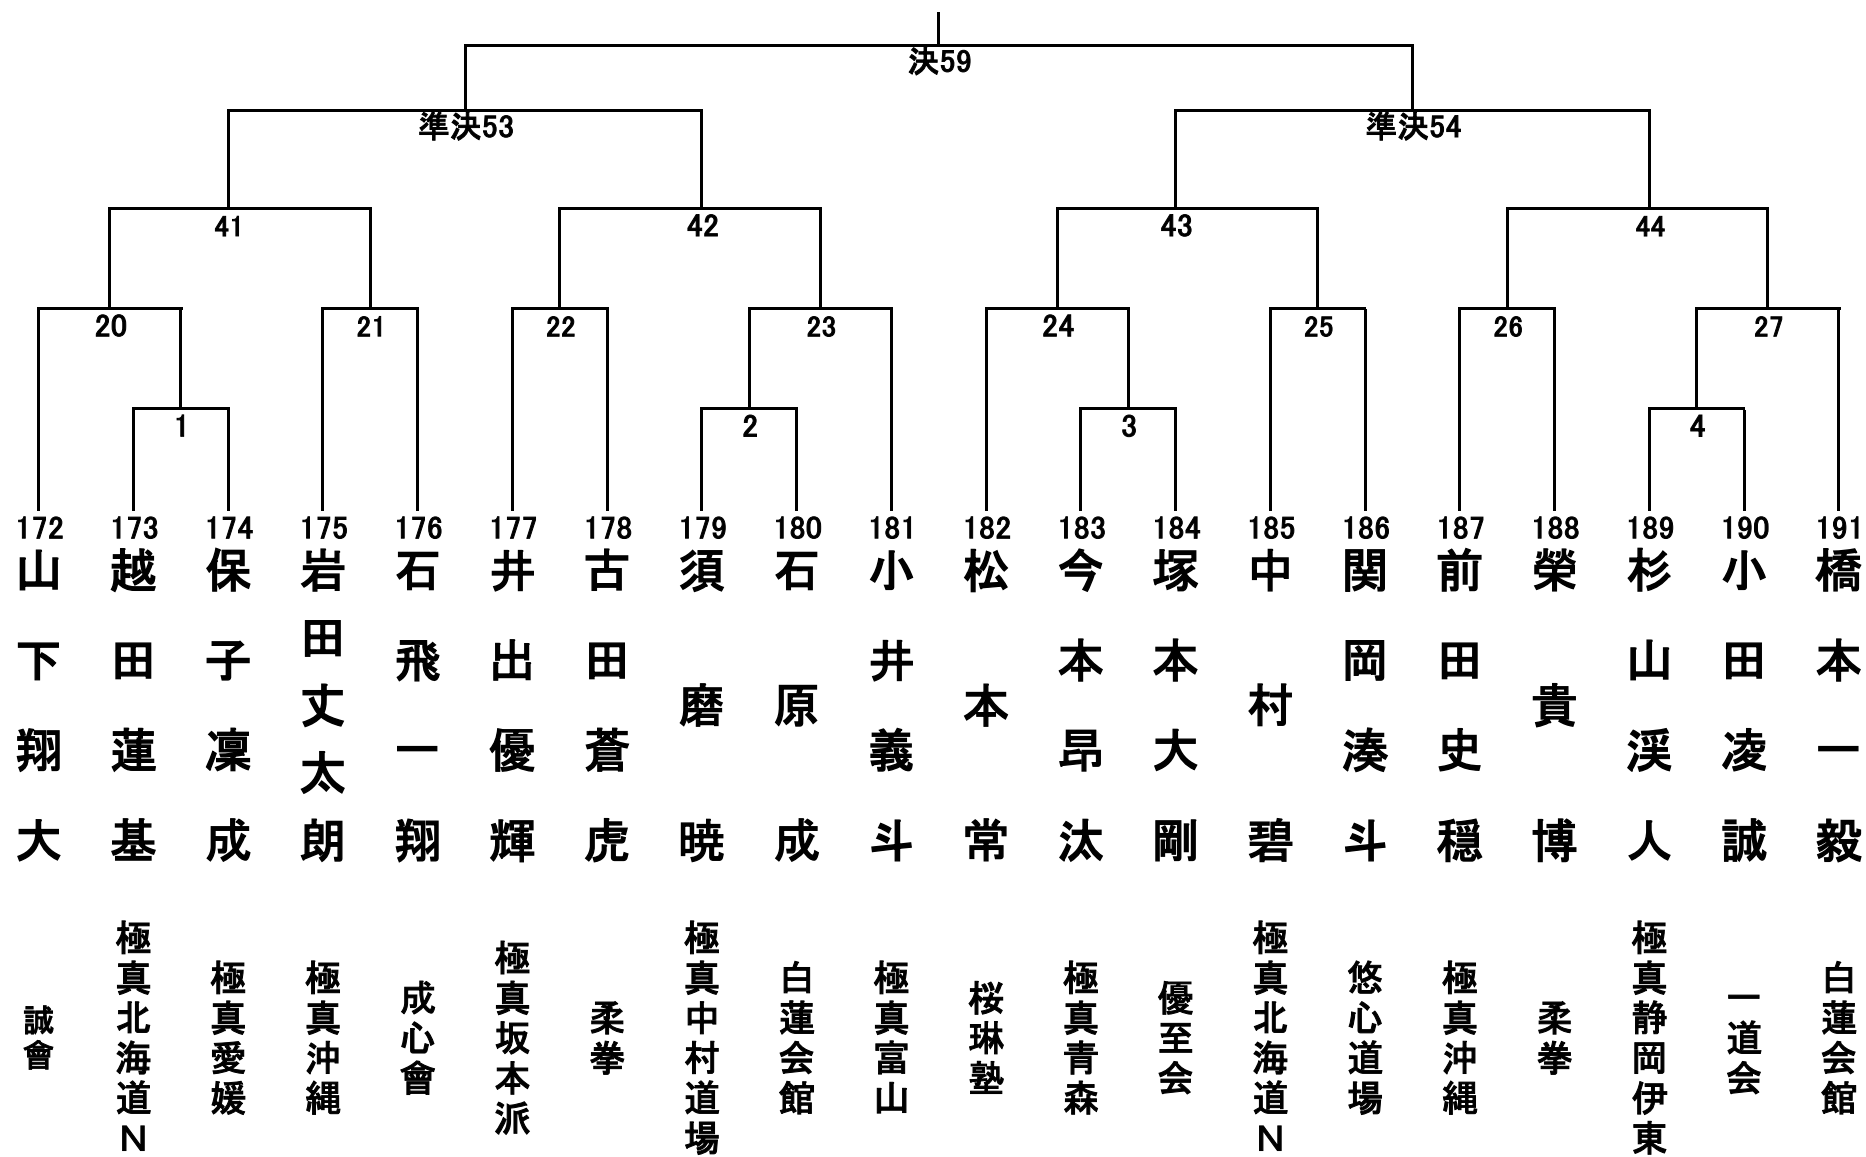 決59
準決53
準決54
41
42
43
44
20
21
22
23
24
25
26
27
1
2
3
4
172
173
174
175
176
177
178
179
180
181
182
183
184
185
186
187
188
189
190
191
山下翔大
越田蓮基
保子凜成
岩田丈太朗
石飛一翔
井出優輝
古田蒼虎
須磨暁
石原成
小井義斗
松本常
今本昂汰
塚本大剛
中村碧
関岡湊斗
前田史穏
榮貴博
杉山渓人
小田凌誠
橋本一毅
誠會
極真北海道N
極真愛媛
極真沖縄
成心會
極真坂本派
柔拳
極真中村道場
白蓮会館
極真富山
桜琳塾
極真青森
優至会
極真北海道N
悠心道場
極真沖縄
柔拳
極真静岡伊東
一道会
白蓮会館